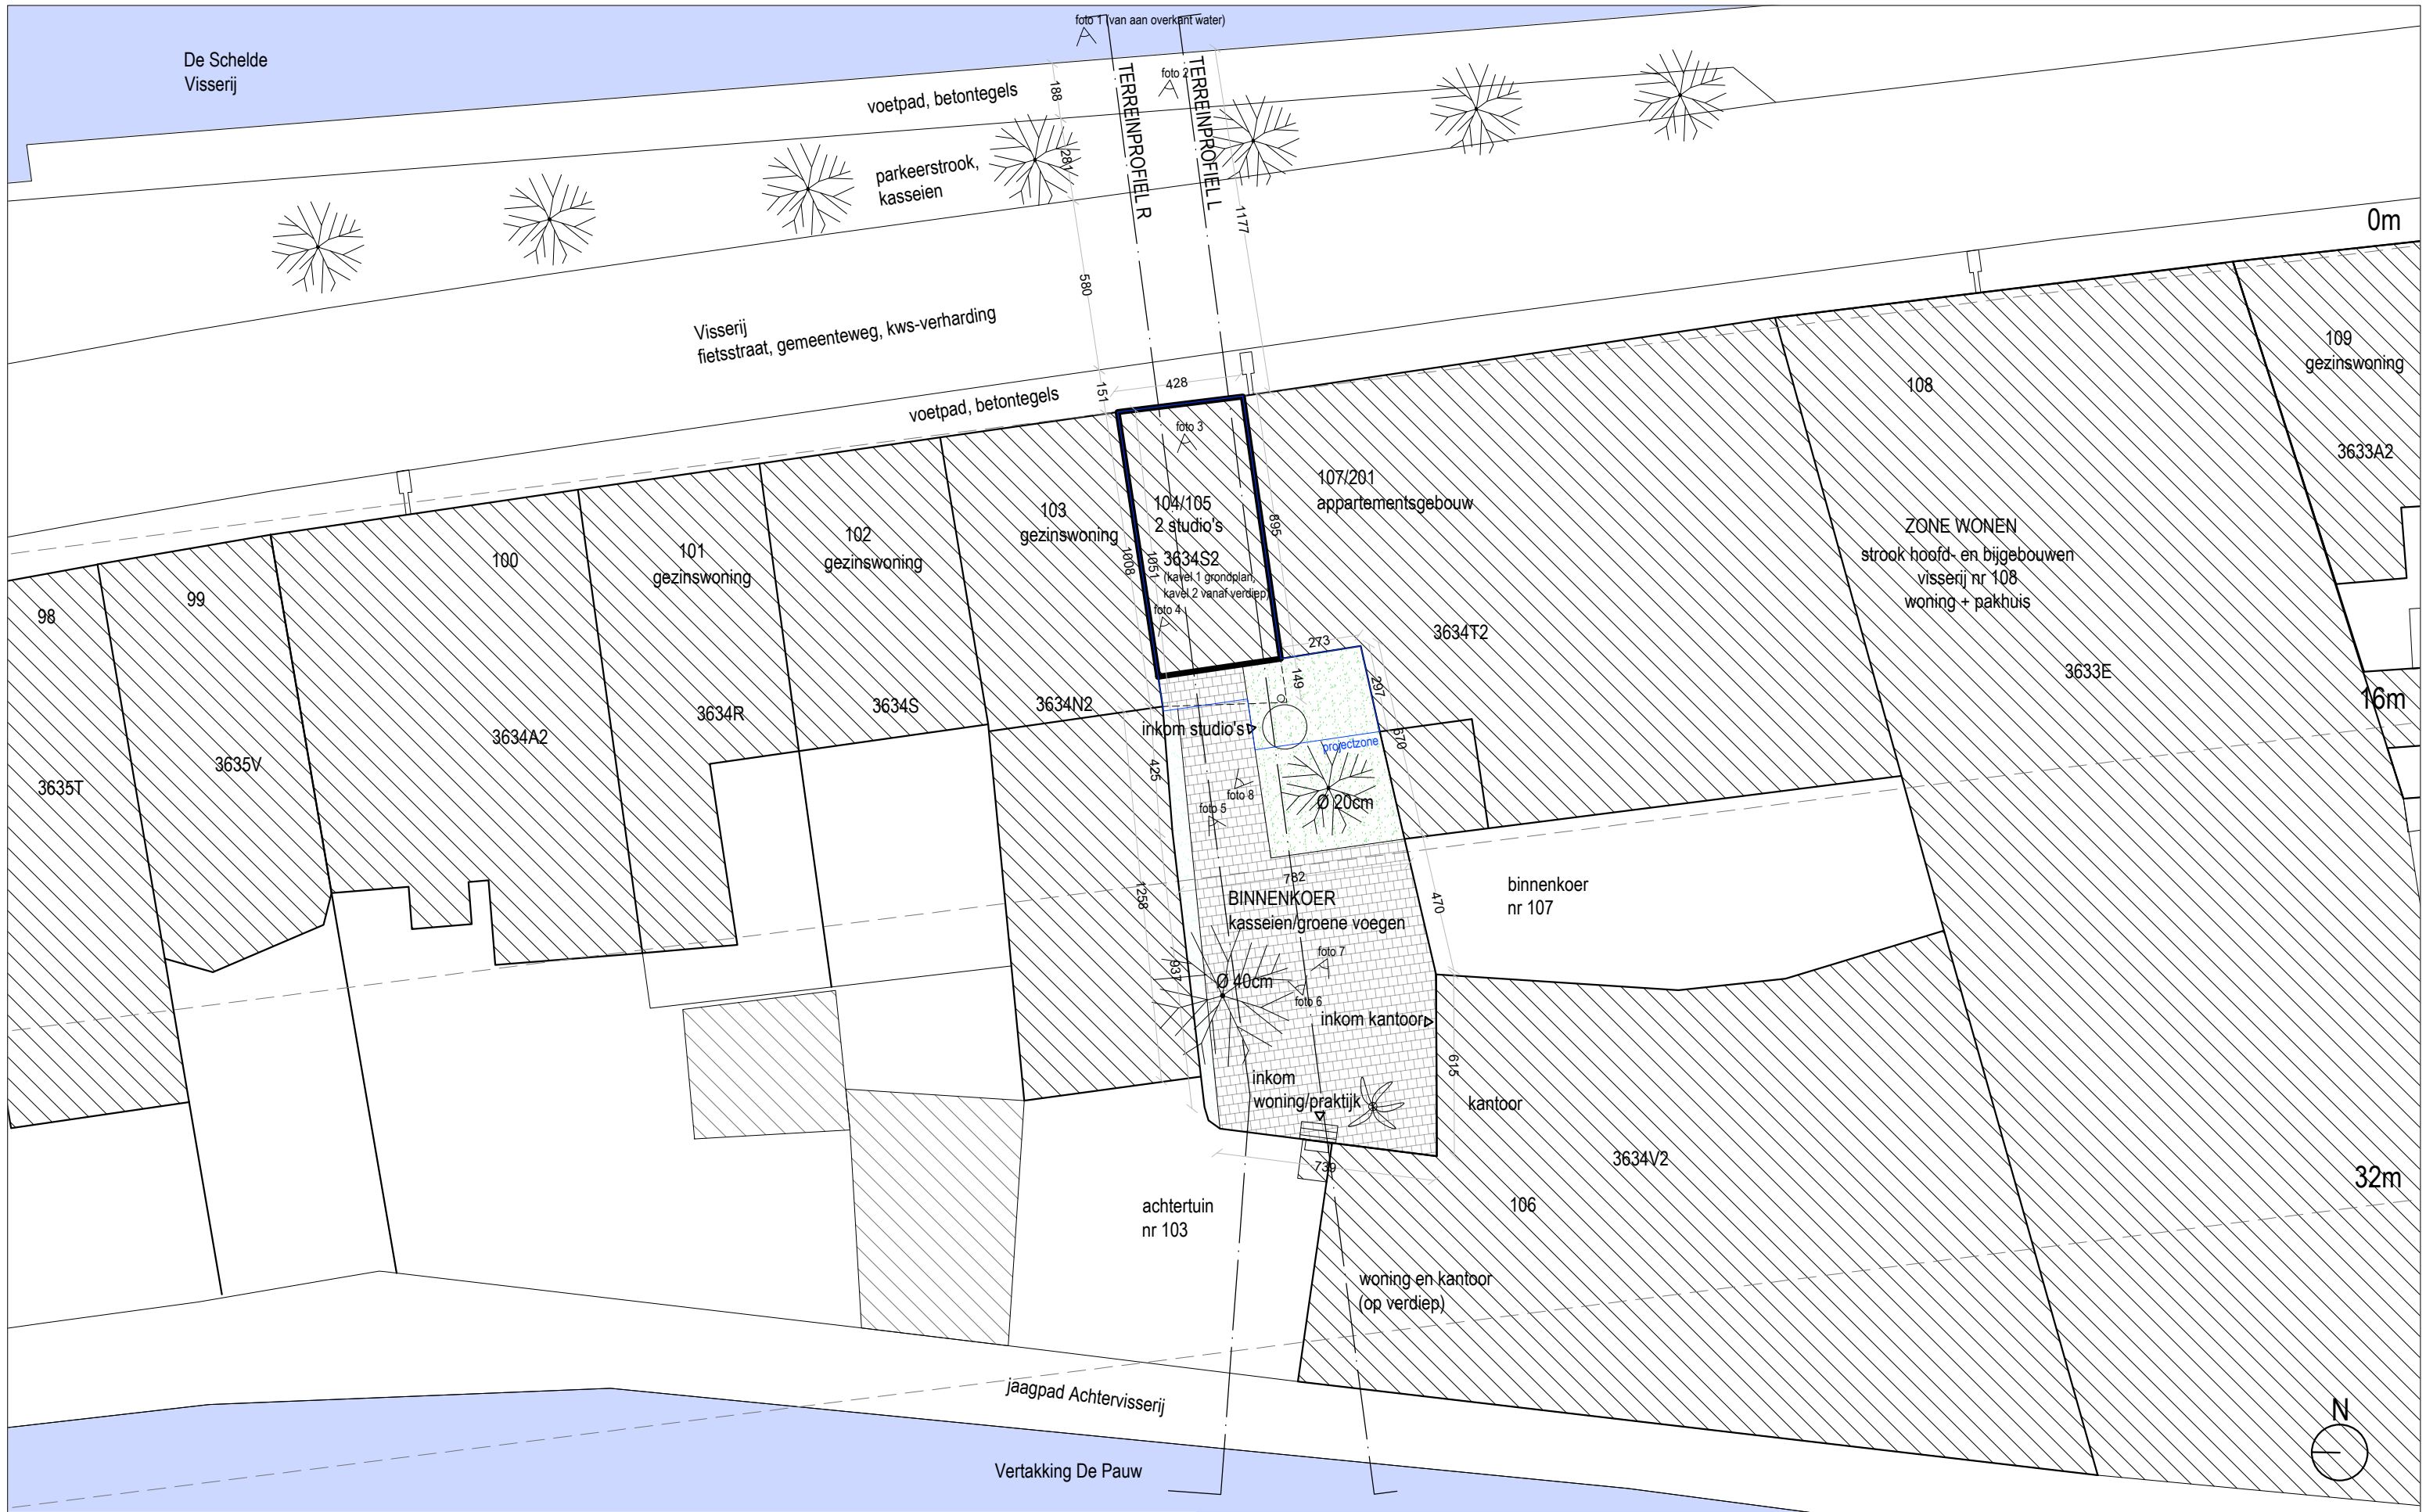 foto 1 (van aan overkant water)
De Schelde
Visserij
TERREINPROFIEL R
TERREINPROFIEL L
foto 2
188
voetpad, betontegels
281
parkeerstrook,
kasseien
1177
0m
580
Visserij
fietsstraat, gemeenteweg, kws-verharding
151
428
voetpad, betontegels
109
gezinswoning
3633A2
108
foto 3
107/201
appartementsgebouw
104/105
2 studio's
3634S2
(kavel 1 grondplan,
kavel 2 vanaf verdiep)
foto 4
1008
1051
895
103
gezinswoning
102
gezinswoning
101
gezinswoning
100
99
98
ZONE WONEN
strook hoofd- en bijgebouwen
visserij nr 108
woning + pakhuis
3634T2
3633E
16m
273
297
149
670
3634N2
3634S
3634R
3634A2
3635V
3635T
inkom studio's
projectzone
425
foto 8
foto 5
Ø 20cm
782
1258
BINNENKOER
kasseien/groene voegen
470
binnenkoer
nr 107
937
Ø 40cm
foto 7
foto 6
inkom kantoor
615
inkom
woning/praktijk
kantoor
739
3634V2
32m
106
achtertuin
nr 103
woning en kantoor
(op verdiep)
jaagpad Achtervisserij
Vertakking De Pauw
N